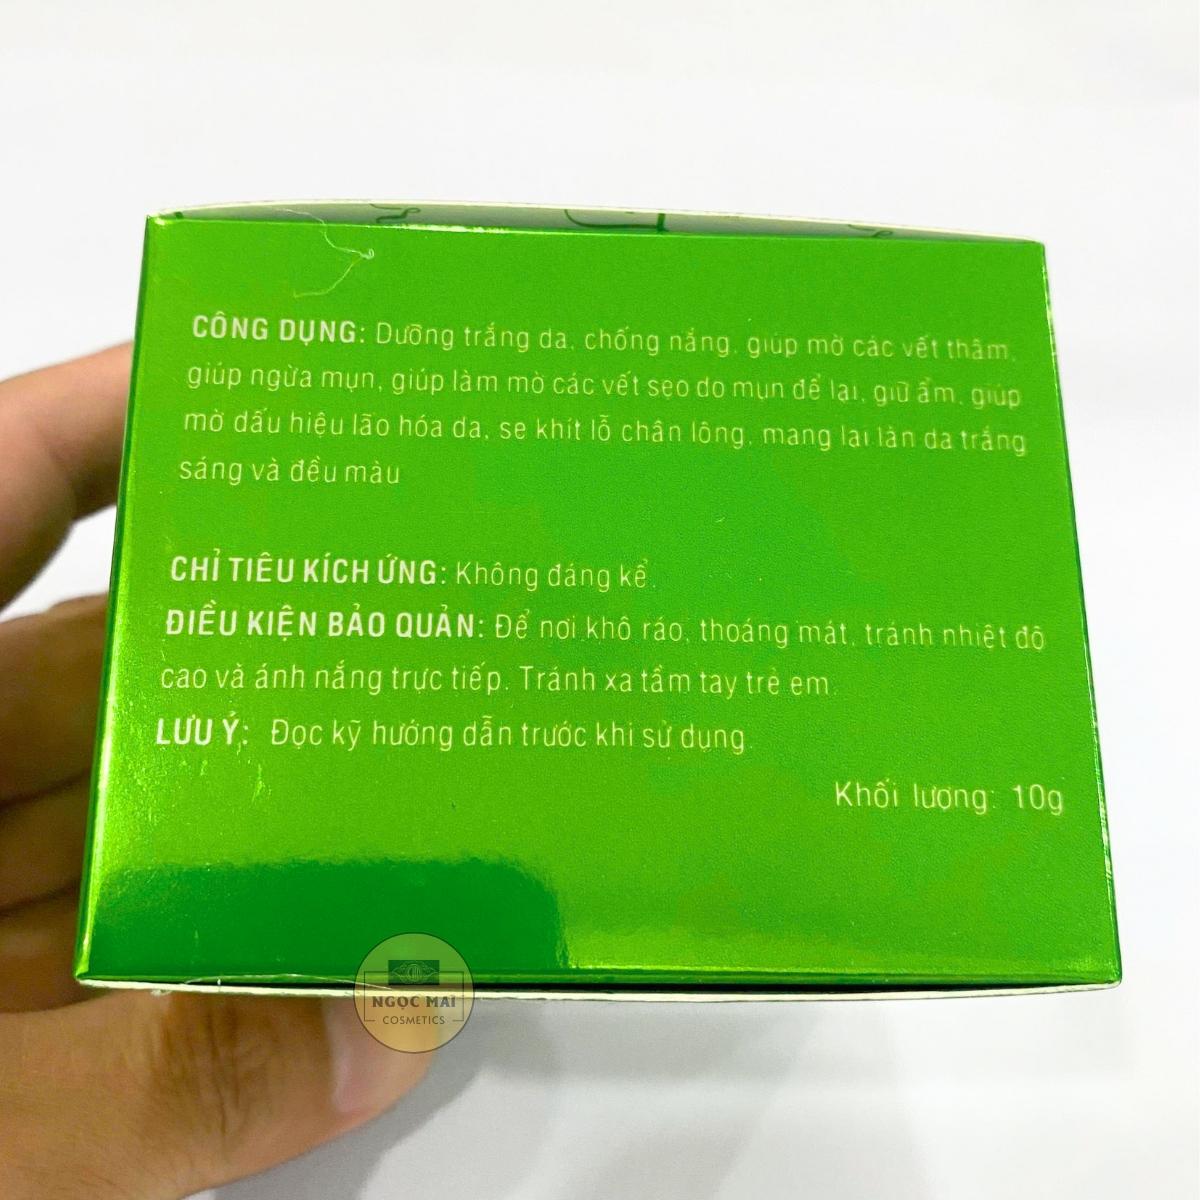 CÔNG DỤNG: Dưỡng trắng da, chống nắng, giúp mờ các vết thâm,
giúp ngừa mụn, giúp làm mờ các vết sẹo do mụn để lại, giữ ẩm, giúp
mờ dấu hiệu lão hóa da, se khít lỗ chân lông, mang lại làn da trắng
sáng và đều màu
CHỈ TIÊU KÍCH ỨNG: Không đáng kể.
ĐIỀU KIỆN BẢO QUẢN: Để nơi khô ráo, thoáng mát, tránh nhiệt độ
cao và ánh nắng trực tiếp. Tránh xa tầm tay trẻ em.
LƯU Ý: Đọc kỹ hướng dẫn trước khi sử dụng.
Khối lượng: 10g
NGỌC MAI
COSMETICS